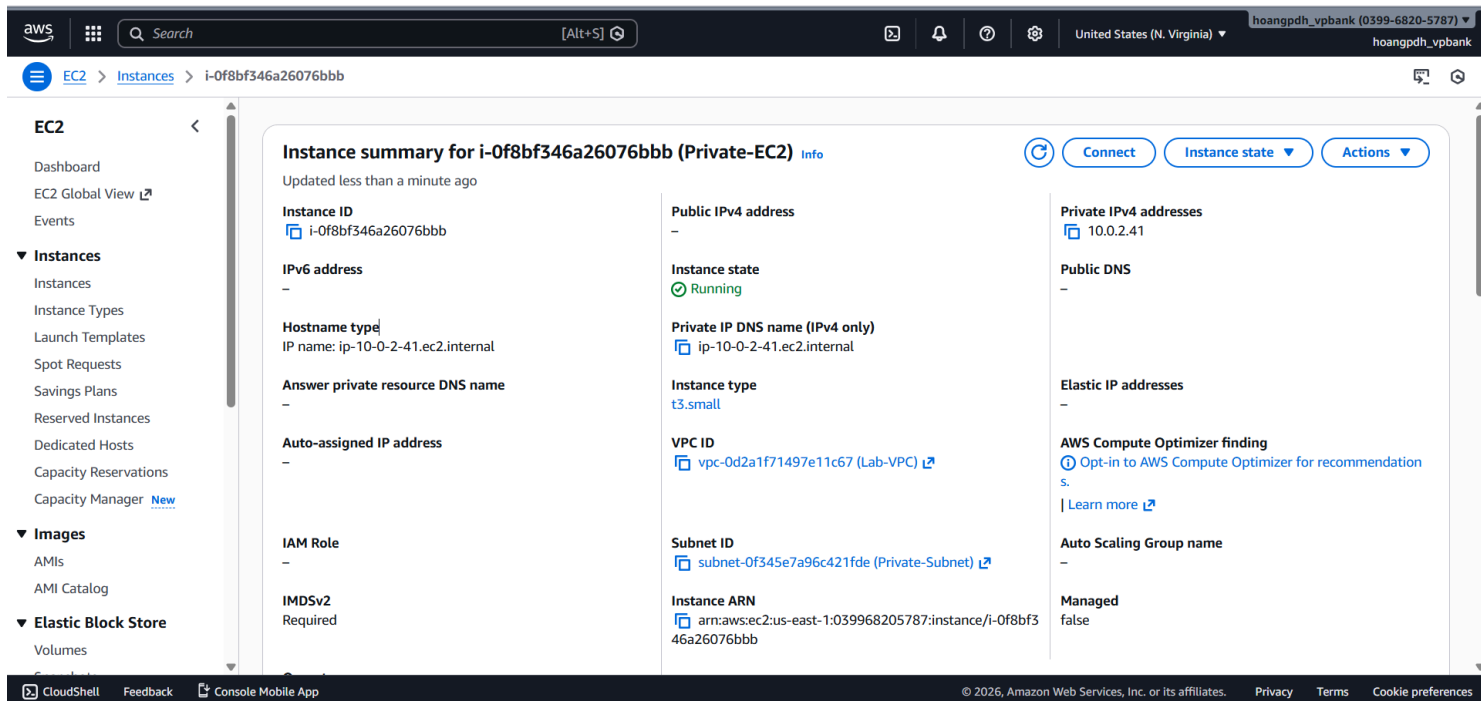 aws
Search [Alt+S]
United States (N. Virginia) ▼
hoangpdh_vpbank (0399-6820-5787) ▼
hoangpdh_vpbank
EC2 > Instances > i-0f8bf346a26076bbb
EC2
Dashboard
EC2 Global View
Events
▼ Instances
Instances
Instance Types
Launch Templates
Spot Requests
Savings Plans
Reserved Instances
Dedicated Hosts
Capacity Reservations
Capacity Manager New
▼ Images
AMIs
AMI Catalog
▼ Elastic Block Store
Volumes
Instance summary for i-0f8bf346a26076bbb (Private-EC2) Info
Connect
Instance state ▼
Actions ▼
Updated less than a minute ago
Instance ID
i-0f8bf346a26076bbb
Public IPv4 address
–
Private IPv4 addresses
10.0.2.41
IPv6 address
–
Instance state
Running
Public DNS
–
Hostname type
IP name: ip-10-0-2-41.ec2.internal
Private IP DNS name (IPv4 only)
ip-10-0-2-41.ec2.internal
Answer private resource DNS name
–
Instance type
t3.small
Elastic IP addresses
–
Auto-assigned IP address
–
VPC ID
vpc-0d2a1f71497e11c67 (Lab-VPC)
AWS Compute Optimizer finding
Opt-in to AWS Compute Optimizer for recommendation
s.
| Learn more
IAM Role
–
Subnet ID
subnet-0f345e7a96c421fde (Private-Subnet)
Auto Scaling Group name
–
IMDSv2
Required
Instance ARN
arn:aws:ec2:us-east-1:039968205787:instance/i-0f8bf3
46a26076bbb
Managed
false
CloudShell
Feedback
Console Mobile App
© 2026, Amazon Web Services, Inc. or its affiliates.
Privacy
Terms
Cookie preferences